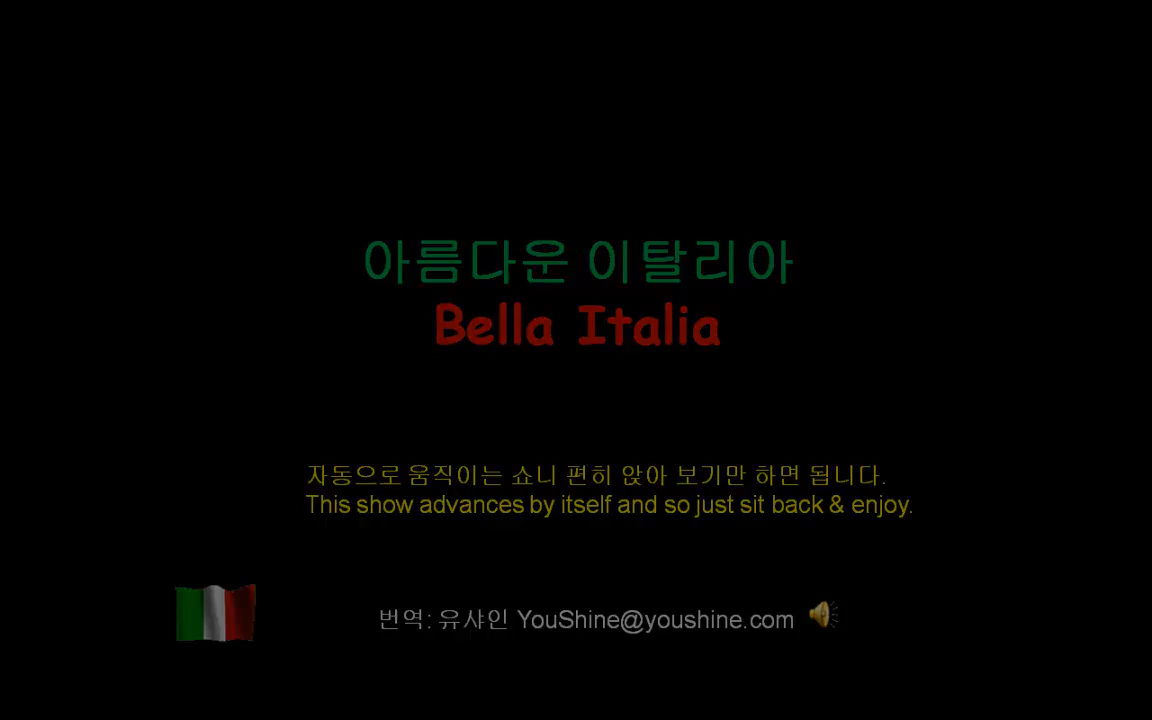 아름다운 이탈리아
Bella Italia
자동으로 움직이는 쇼니 편히 앉아 보기만 하면 됩니다.
This show advances by itself and so just sit back & enjoy.
번역: 유샤인 YouShine@youshine.com